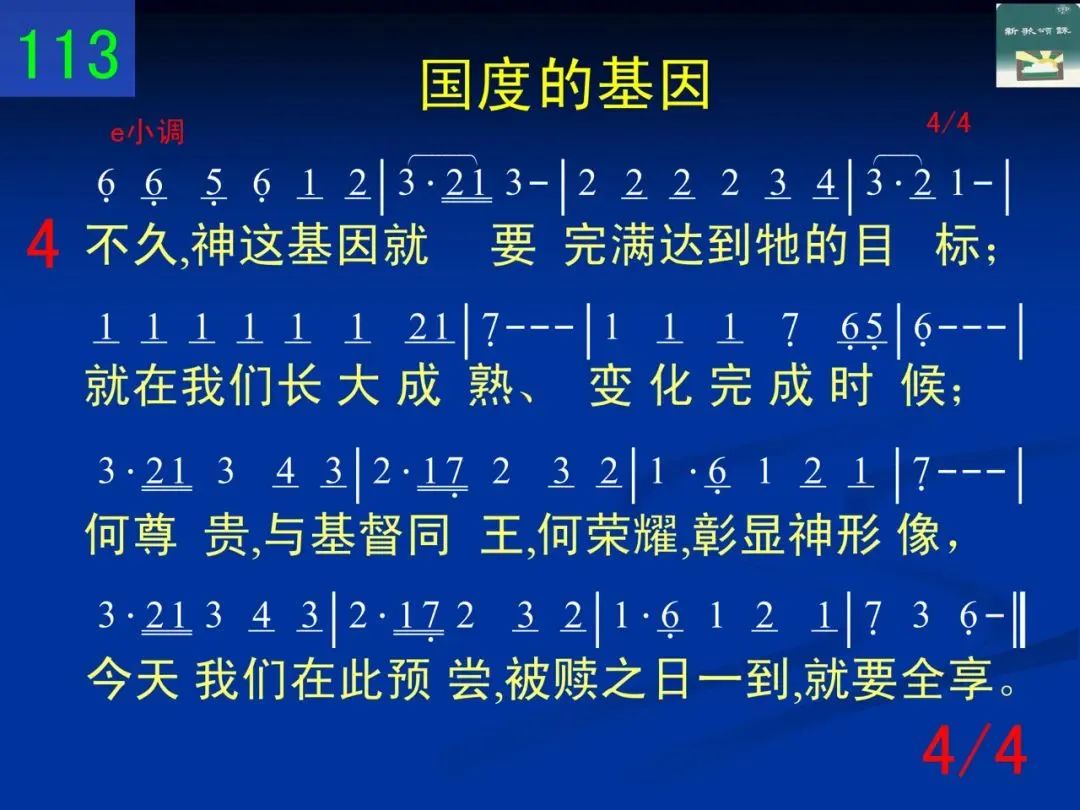 113
国度的基因
新歌颂咏
e小调
4/4
6 6 5 6 1 2|3·21 3-|2 2 2 2 3 4|3·2 1-|
4 不久,神这基因就 要 完满达到牠的目 标;
1 1 1 1 1 1 21|7---|1 1 1 7 65|6---|
就在我们长大成 熟、 变化完成时 候;
3·21 3 4 3|2·17 2 3 2|1·6 1 2 1|7---|
何尊 贵,与基督同 王,何荣耀,彰显神形像,
3·21 3 4 3|2·17 2 3 2|1·6 1 2 1|7 3 6-‖
今天 我们在此预 尝,被赎之日一到,就要全享。
4/4